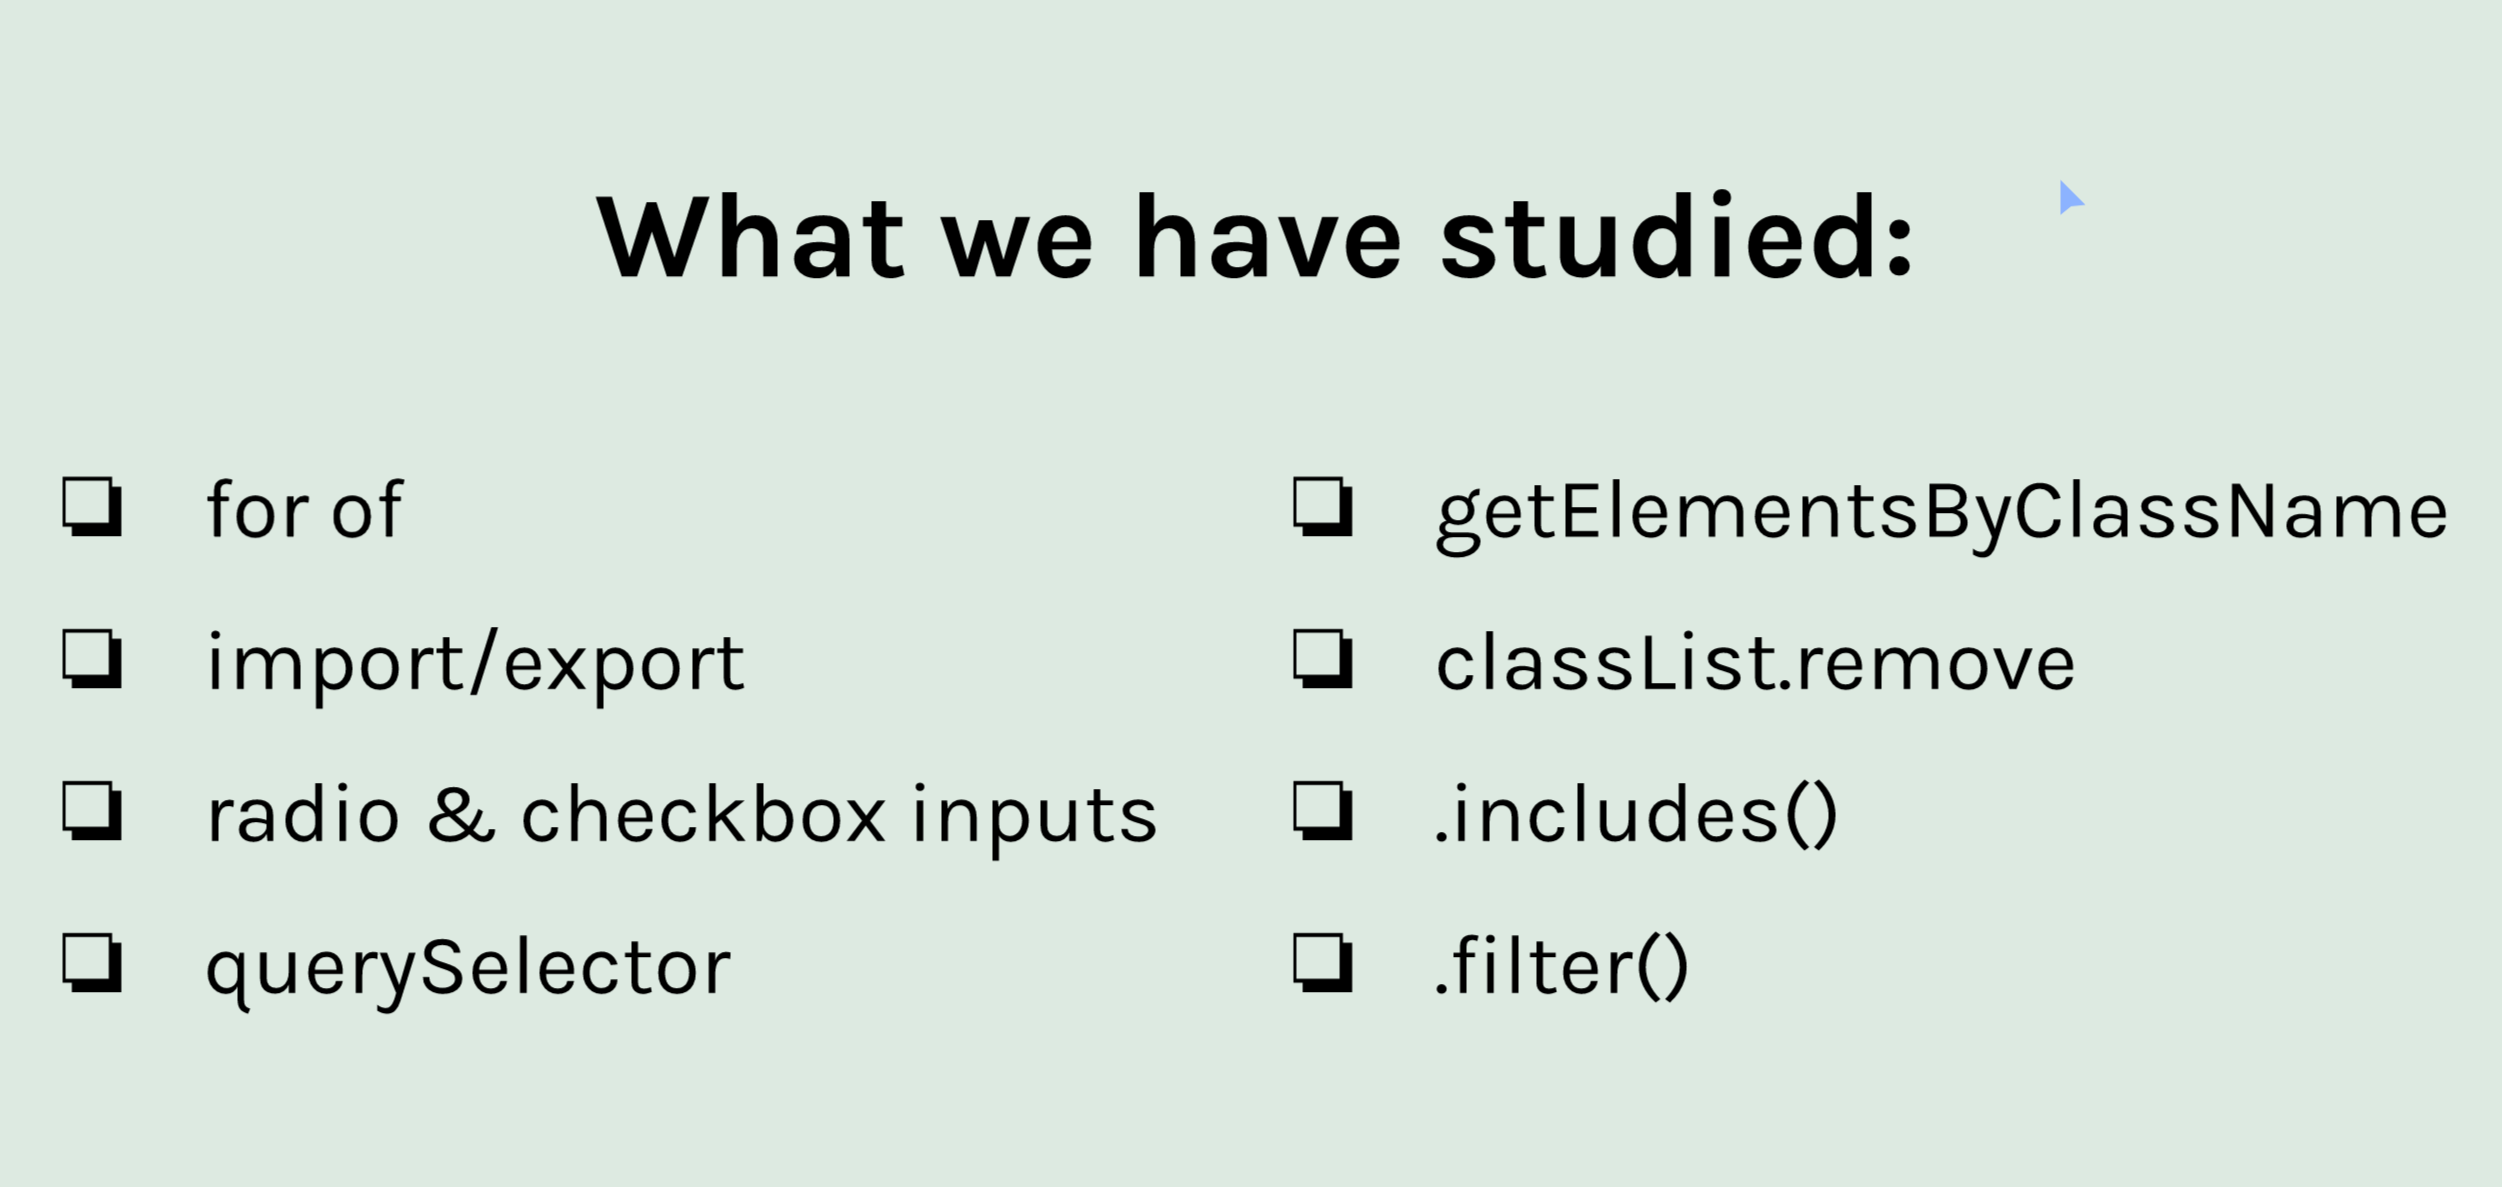 What we have studied:
for of
import/export
radio & checkbox inputs
querySelector
getElementsByClassName
classList.remove
.includes()
.filter()